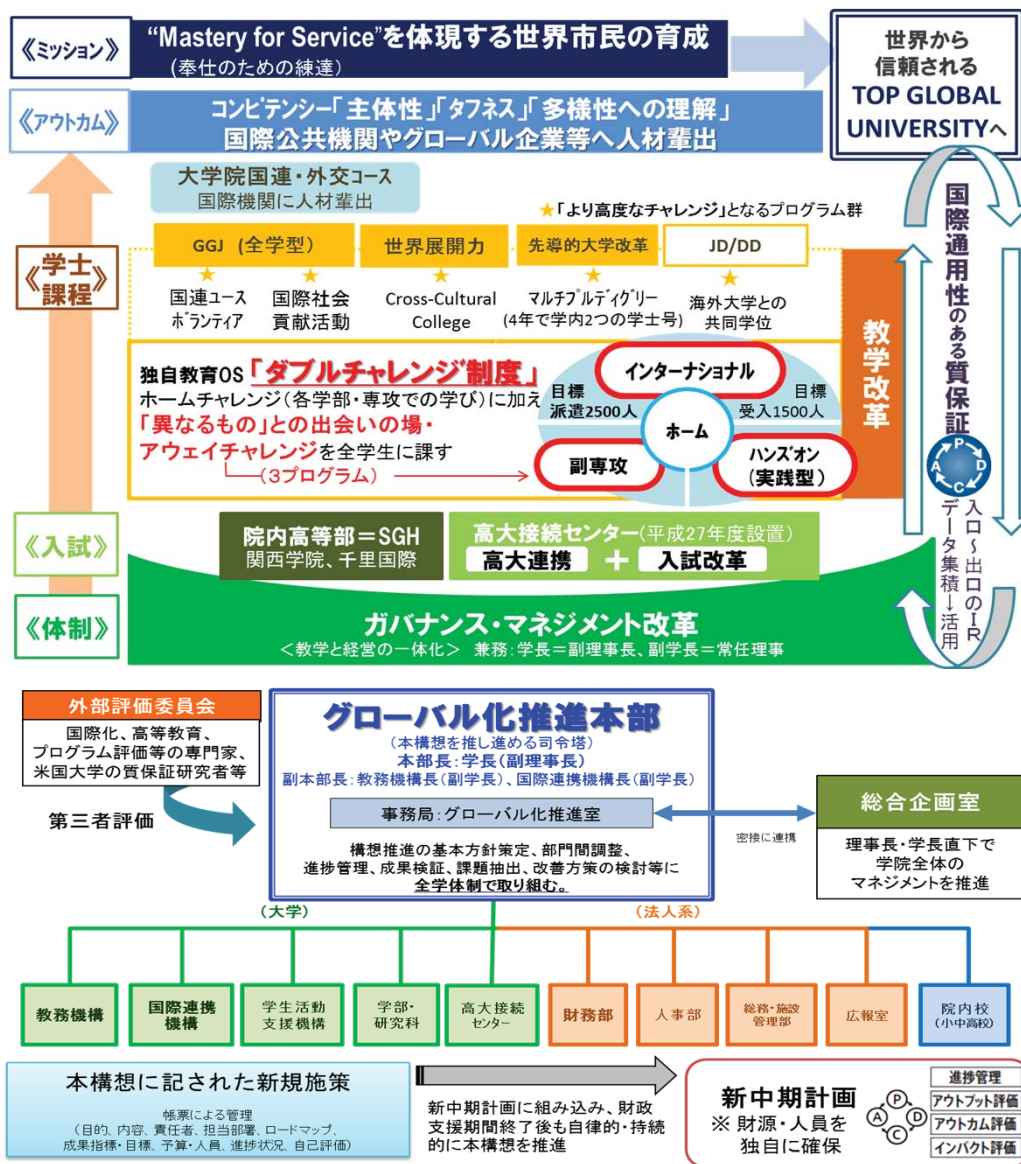 《ミッション》
“Mastery for Service”を体現する世界市民の育成
(奉仕のための練達)
世界から
信頼される
TOP GLOBAL
UNIVERSITYへ
《アウトカム》
コンピテンシー「主体性」「タフネス」「多様性への理解」
国際公共機関やグローバル企業等へ人材輩出
大学院国連・外交コース
国際機関に人材輩出
★「より高度なチャレンジ」となるプログラム群
《学士課程》
GGJ (全学型)
世界展開力
先導的大学改革
JD/DD
★
★
★
★
★
国連ユース
ボランティア
国際社会
貢献活動
Cross-Cultural
College
マルチプルディグリー
(4年で学内2つの学士号)
海外大学との
共同学位
独自教育OS「ダブルチャレンジ制度」
ホームチャレンジ(各学部・専攻での学び)に加え
「異なるもの」との出会いの場・
アウェイチャレンジを全学生に課す
(3プログラム)
インターナショナル
目標
派遣2500人
目標
受入1500人
ホーム
副専攻
ハンズオン
(実践型)
教学改革
国際通用性のある質保証
P
D
C
A
入口～出口のIR
データ集積→活用
《入試》
院内高等部＝SGH
関西学院、千里国際
高大接続センター(平成27年度設置)
高大連携 ＋ 入試改革
《体制》
ガバナンス・マネジメント改革
＜教学と経営の一体化＞ 兼務:学長＝副理事長、副学長＝常任理事
外部評価委員会
国際化、高等教育、
プログラム評価等の専門家、
米国大学の質保証研究者等
第三者評価
グローバル化推進本部
(本構想を推し進める司令塔)
本部長:学長(副理事長)
副本部長:教務機構長(副学長)、国際連携機構長(副学長)
事務局:グローバル化推進室
構想推進の基本方針策定、部門間調整、
進捗管理、成果検証、課題抽出、改善方策の検討等に
全学体制で取り組む。
密接に連携
総合企画室
理事長・学長直下で
学院全体の
マネジメントを推進
(大学)
(法人系)
教務機構
国際連携
機構
学生活動
支援機構
学部・
研究科
高大接続
センター
財務部
人事部
総務・施設
管理部
広報室
院内校
(小中高校)
本構想に記された新規施策
帳票による管理
(目的、内容、責任者、担当部署、ロードマップ、
成果指標・目標、予算・人員、進捗状況、自己評価)
新中期計画に組み込み、財政
支援期間終了後も自律的・持続
的に本構想を推進
新中期計画
※ 財源・人員を
独自に確保
P
A
D
C
進捗管理
アウトプット評価
アウトカム評価
インパクト評価